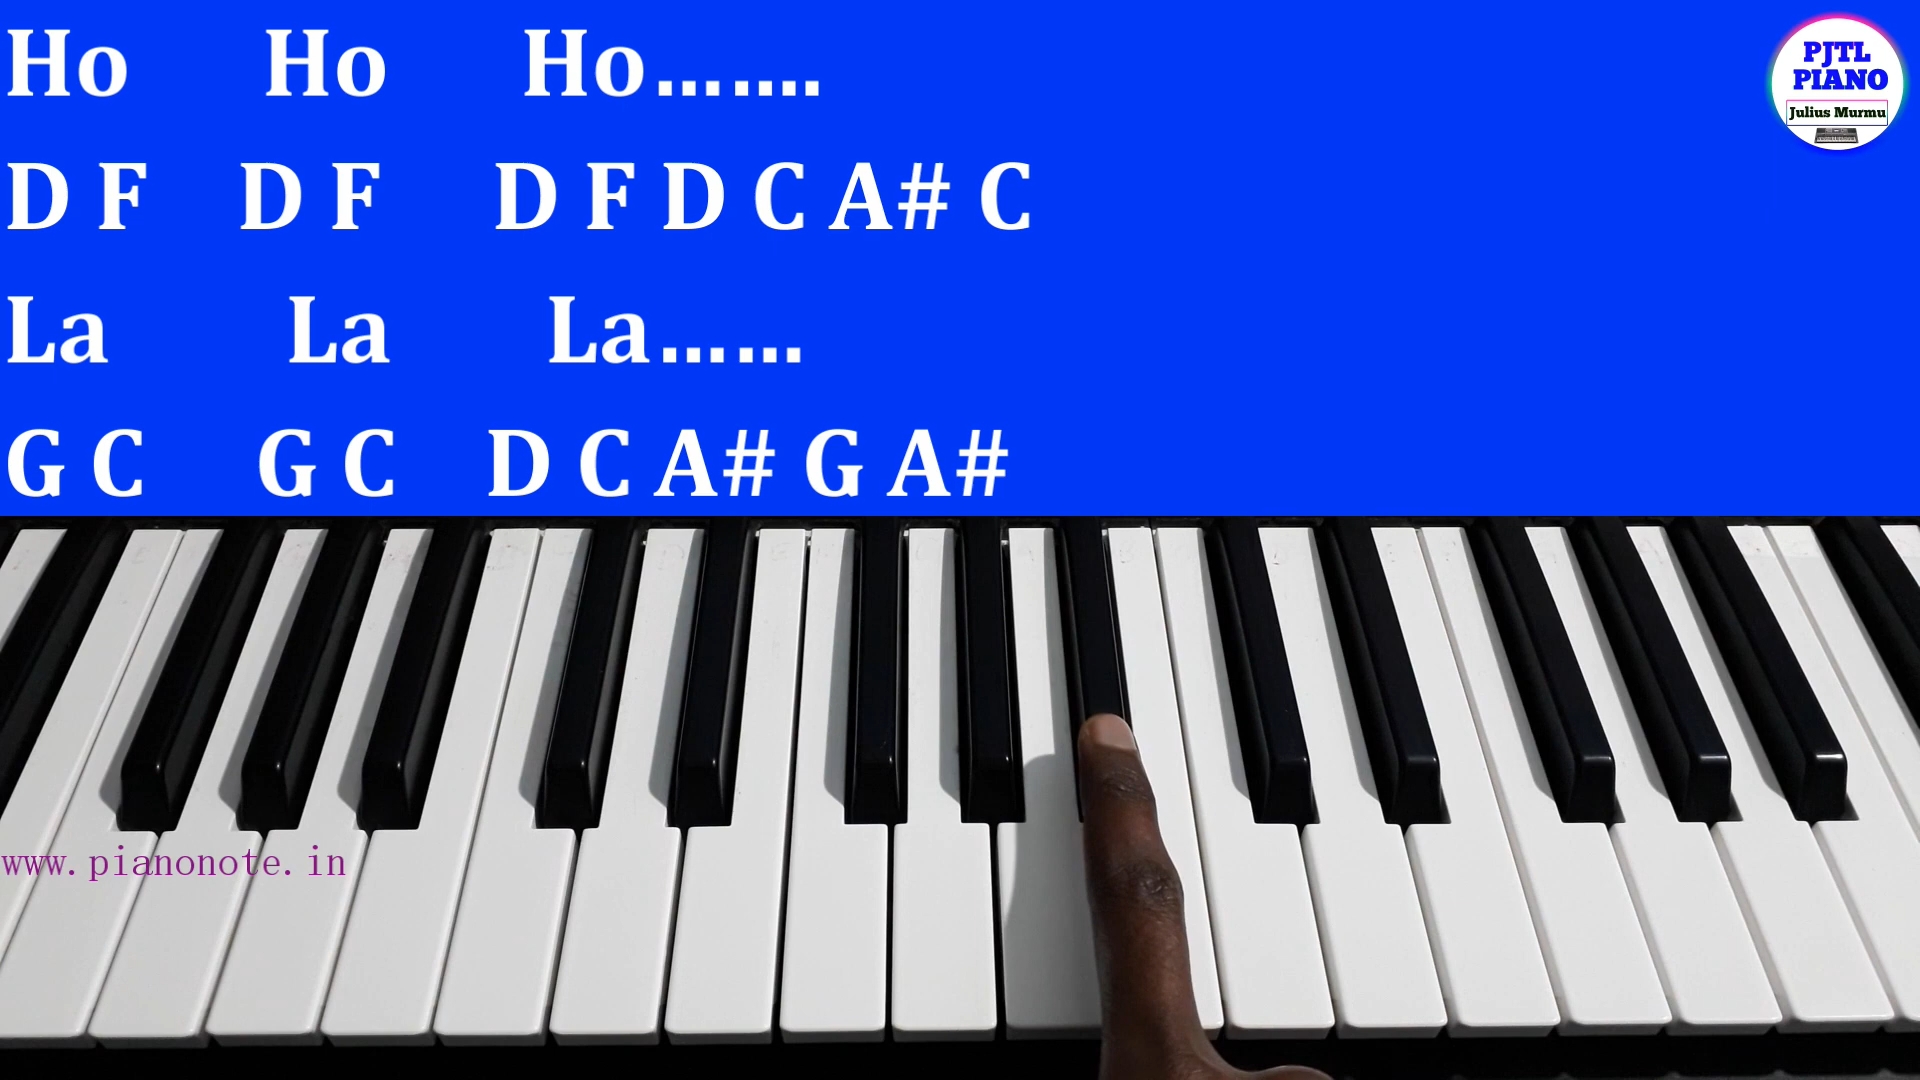 Ho Ho Ho.......
D F D F D F D C A# C
La La La......
G C G C D C A# G A#
PJTL
PIANO
Julius Murmu
www.pianonote.in